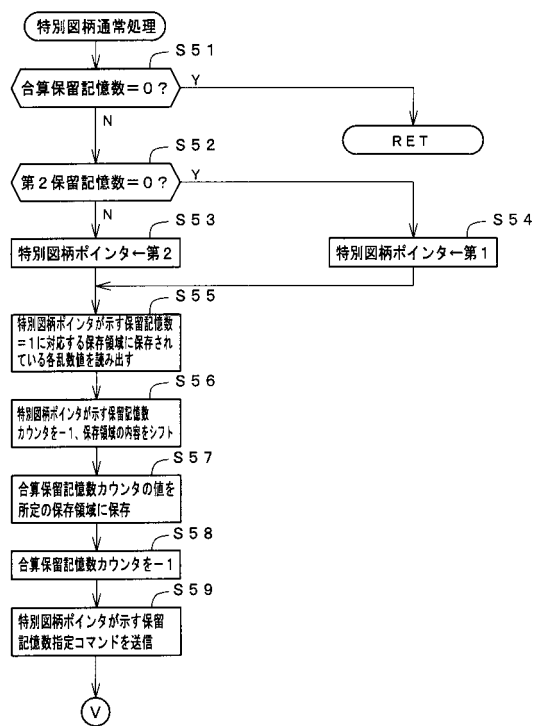 特別図柄通常処理
S51
合算保留記憶数=0?
Y
N
RET
S52
第2保留記憶数=0?
Y
N
S53
特別図柄ポインタ←第2
S54
特別図柄ポインタ←第1
S55
特別図柄ポインタが示す保留記憶数
=1に対応する保存領域に保存され
ている各乱数値を読み出す
S56
特別図柄ポインタが示す保留記憶数
カウンタを-1、保存領域の内容をシフト
S57
合算保留記憶数カウンタの値を
所定の保存領域に保存
S58
合算保留記憶数カウンタを-1
S59
特別図柄ポインタが示す保留
記憶数指定コマンドを送信
V